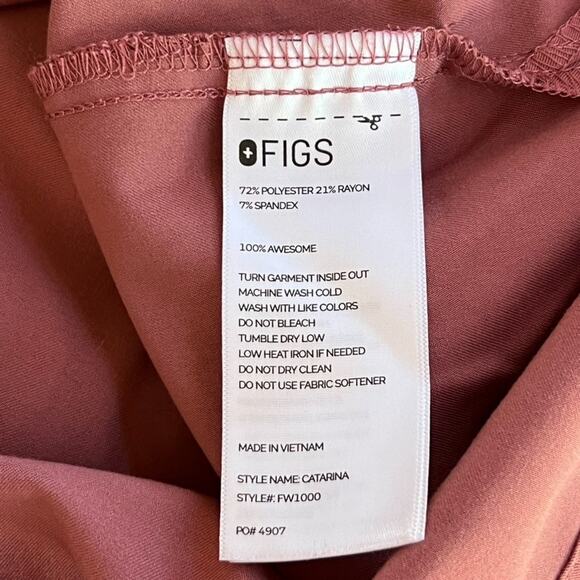 FIGS
72% POLYESTER 21% RAYON
7% SPANDEX
100% AWESOME
TURN GARMENT INSIDE OUT
MACHINE WASH COLD
WASH WITH LIKE COLORS
DO NOT BLEACH
TUMBLE DRY LOW
LOW HEAT IRON IF NEEDED
DO NOT DRY CLEAN
DO NOT USE FABRIC SOFTENER
MADE IN VIETNAM
STYLE NAME: CATARINA
STYLE#: FW1000
PO# 4907